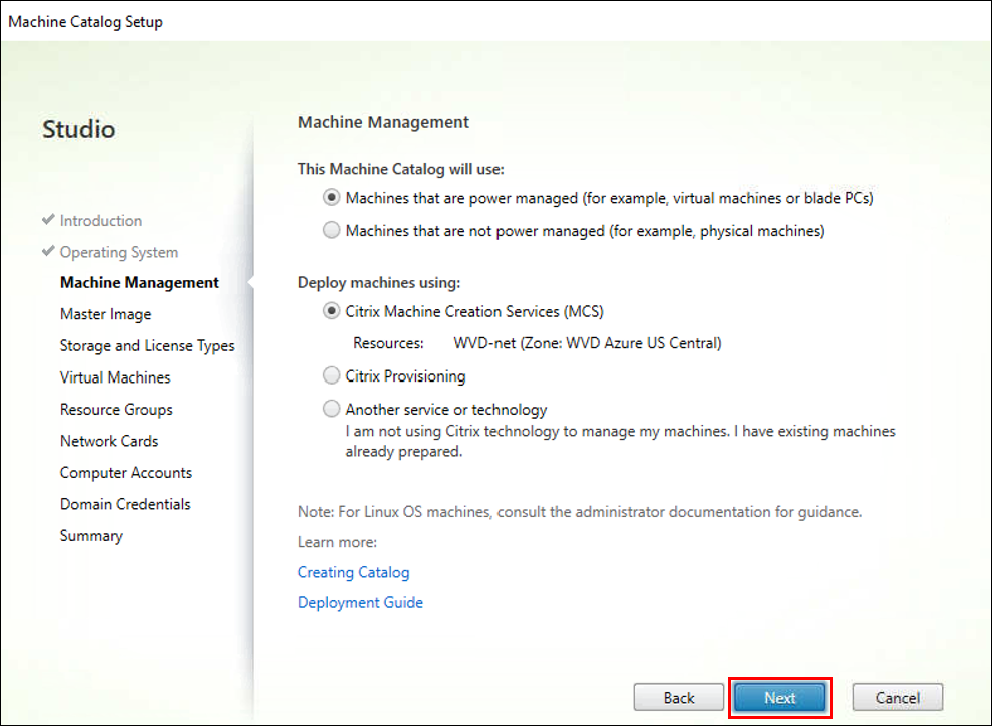 Machine Catalog Setup
Studio
Introduction
Operating System
Machine Management
Master Image
Storage and License Types
Virtual Machines
Resource Groups
Network Cards
Computer Accounts
Domain Credentials
Summary
Machine Management
This Machine Catalog will use:
Machines that are power managed (for example, virtual machines or blade PCs)
Machines that are not power managed (for example, physical machines)
Deploy machines using:
Citrix Machine Creation Services (MCS)
Resources: WVD-net (Zone: WVD Azure US Central)
Citrix Provisioning
Another service or technology
I am not using Citrix technology to manage my machines. I have existing machines
already prepared.
Note: For Linux OS machines, consult the administrator documentation for guidance.
Learn more:
Creating Catalog
Deployment Guide
Back Next Cancel